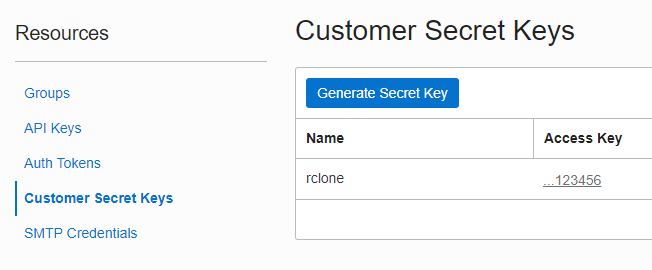 Resources
Groups
API Keys
Auth Tokens
Customer Secret Keys
SMTP Credentials
Customer Secret Keys
Generate Secret Key
Name Access Key
rclone ...123456